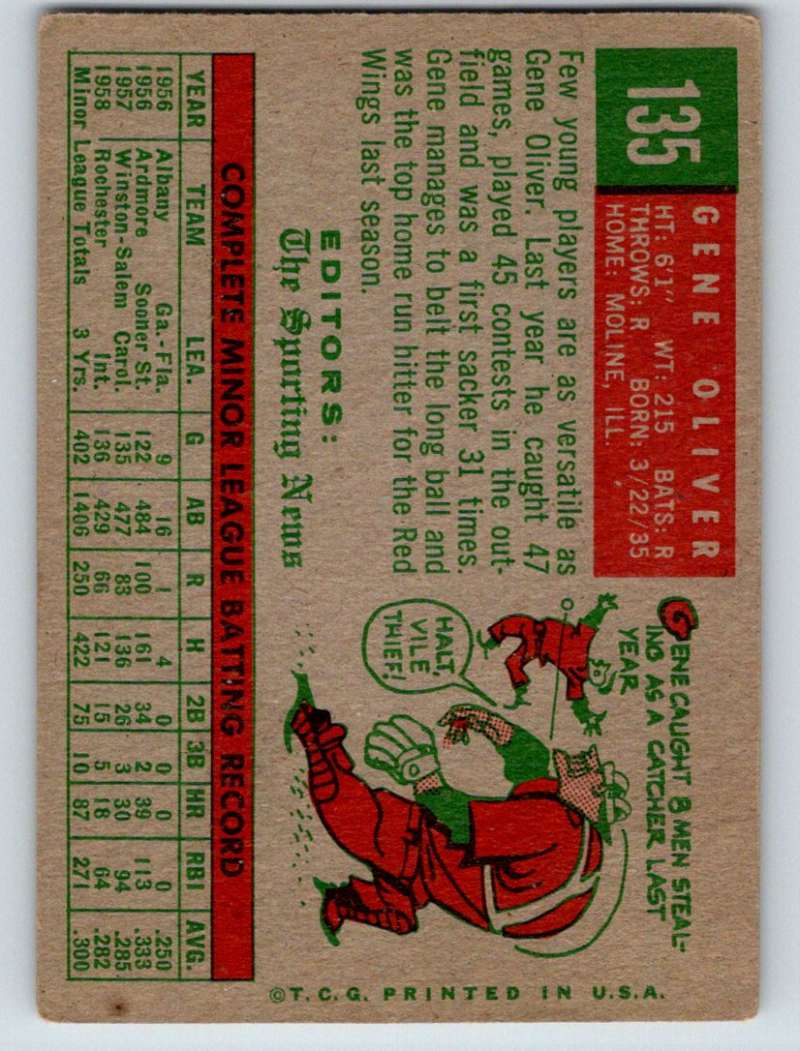 135
GENE OLIVER
HT: 6'1" WT: 215 BATS: R
THROWS: R BORN: 3/22/35
HOME: MOLINE, ILL.
Few young players are as versatile as
Gene Oliver. Last year he caught 47
games, played 45 contests in the out-
field and was a first sacker 31 times.
Gene manages to belt the long ball and
was the top home run hitter for the Red
Wings last season.
EDITORS:
The Sporting News
GENE CAUGHT 8 MEN STEAL-
ING AS A CATCHER LAST
YEAR
HALT,
VILE
THIEF!
COMPLETE MINOR LEAGUE BATTING RECORD
YEAR TEAM LEA. G AB R H 2B 3B HR RBI AVG.
1956 Albany Ga.-Fla. 9 16 1 4 0 0 0 0 .250
1956 Ardmore Sooner St. 122 484 100 161 34 2 39 113 .333
1957 Winston-Salem Carol. 135 477 83 136 26 3 30 94 .285
1958 Rochester Int. 136 429 66 121 15 5 18 64 .282
Minor League Totals 3 Yrs. 402 1406 250 422 75 10 87 271 .300
©T.C.G. PRINTED IN U.S.A.